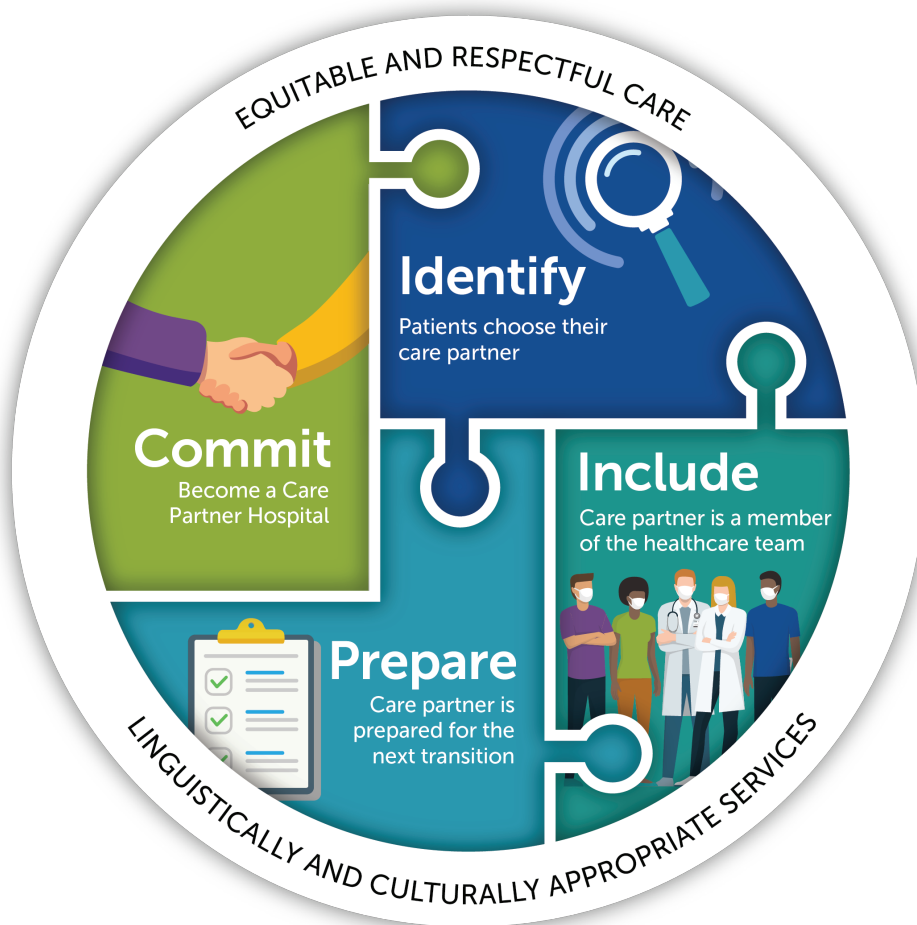 EQUITABLE AND RESPECTFUL CARE
Identify
Patients choose their
care partner
Commit
Become a Care
Partner Hospital
Include
Care partner is a member
of the healthcare team
Prepare
Care partner is
prepared for the
next transition
LINGUISTICALLY AND CULTURALLY APPROPRIATE SERVICES